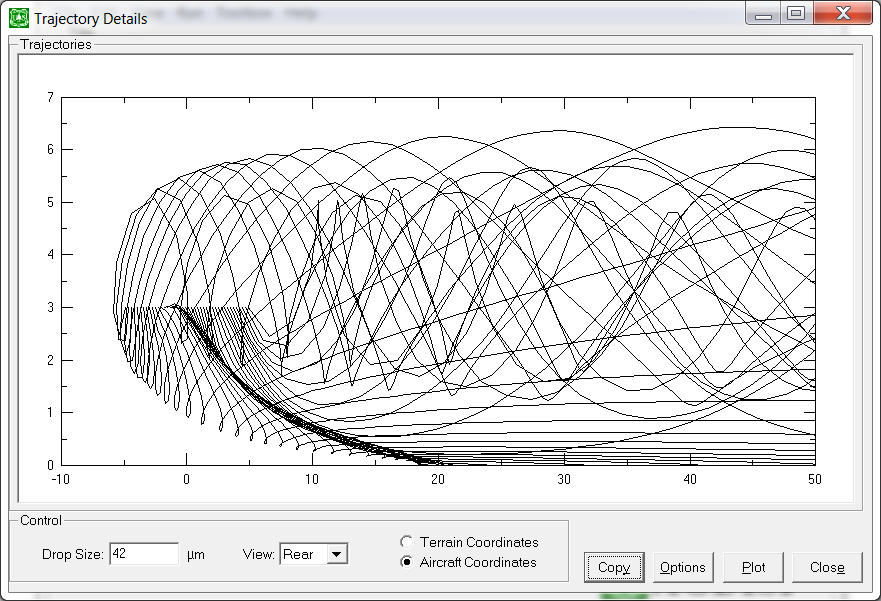 Trajectory Details
Trajectories
7
6
5
4
3
2
1
0
-10 0 10 20 30 40 50
Control
Drop Size: 42 µm View: Rear
Terrain Coordinates
Aircraft Coordinates
Copy Options Plot Close